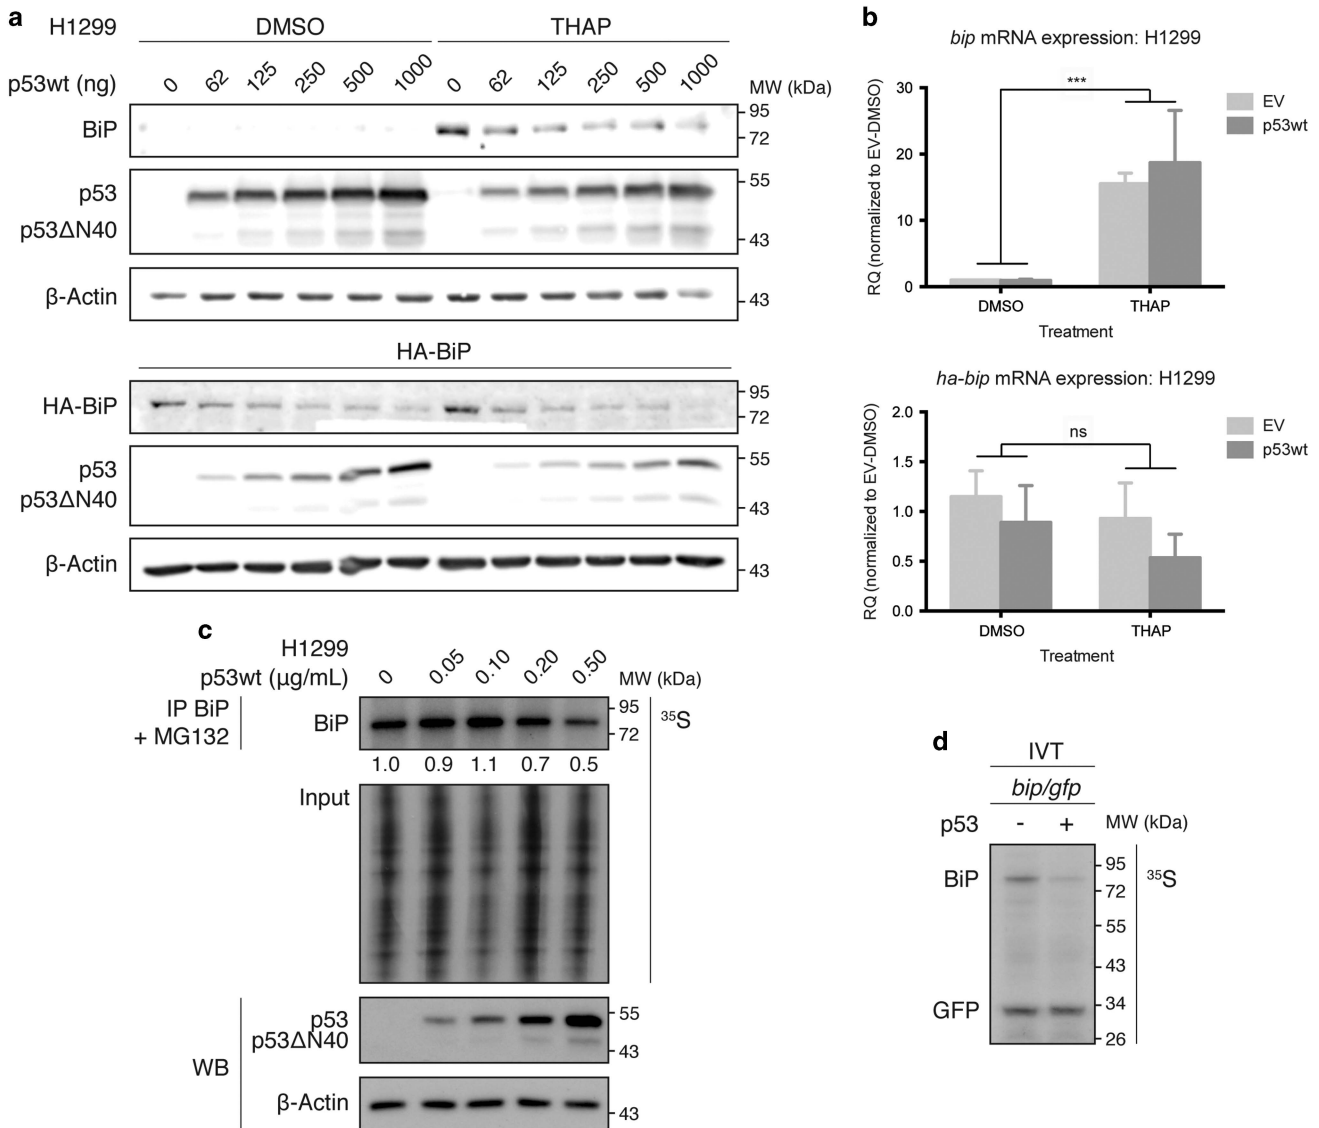 a
H1299 DMSO THAP
p53wt (ng) 0 62 125 250 500 1000 0 62 125 250 500 1000 MW (kDa)
BiP 95
72
p53 55
p53ΔN40 43
β-Actin 43
HA-BiP
HA-BiP 95
72
p53 55
p53ΔN40 43
β-Actin 43
b
bip mRNA expression: H1299
RQ (normalized to EV-DMSO)
30
20
10
0
***
EV
p53wt
DMSO THAP
Treatment
ha-bip mRNA expression: H1299
RQ (normalized to EV-DMSO)
2.0
1.5
1.0
0.5
0.0
ns
EV
p53wt
DMSO THAP
Treatment
c
H1299
p53wt (μg/mL) 0 0.05 0.10 0.20 0.50 MW (kDa)
IP BiP
+ MG132
BiP 95
72
³⁵S
1.0 0.9 1.1 0.7 0.5
Input
WB
p53 55
p53ΔN40 43
β-Actin 43
d
IVT
bip/gfp
p53 - + MW (kDa)
BiP 95
72
55
43
GFP 34
26
³⁵S